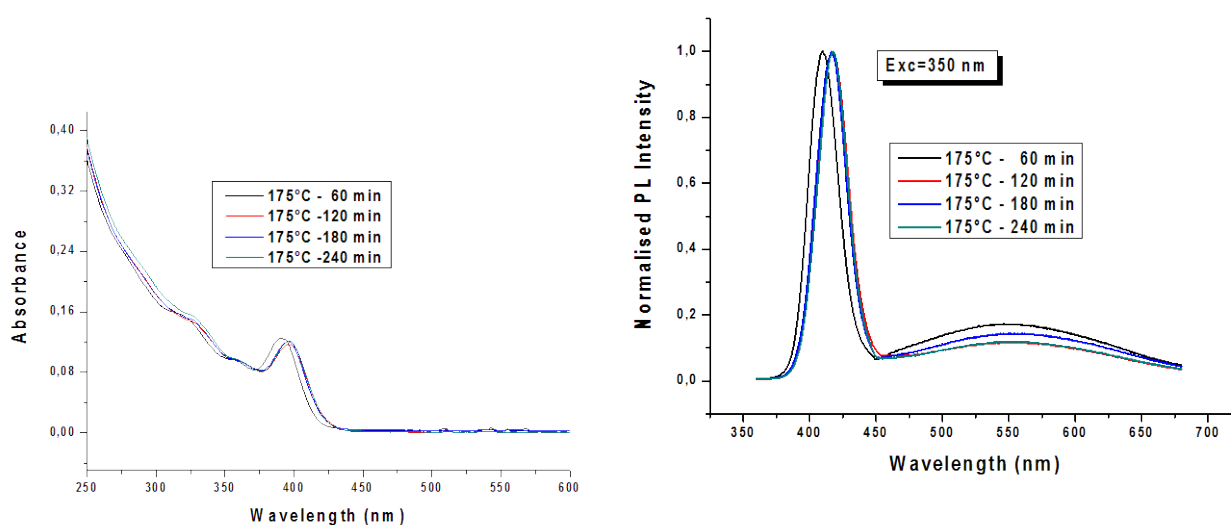 0,40
0,32
0,24
0,16
0,08
0,00
Absorbance
175°C - 60 min
175°C -120 min
175°C -180 min
175°C -240 min
250 300 350 400 450 500 550 600
Wavelength (nm)
1,0
0,8
0,6
0,4
0,2
0,0
Normalised PL Intensity
Exc=350 nm
175°C - 60 min
175°C - 120 min
175°C - 180 min
175°C - 240 min
350 400 450 500 550 600 650 700
Wavelength (nm)